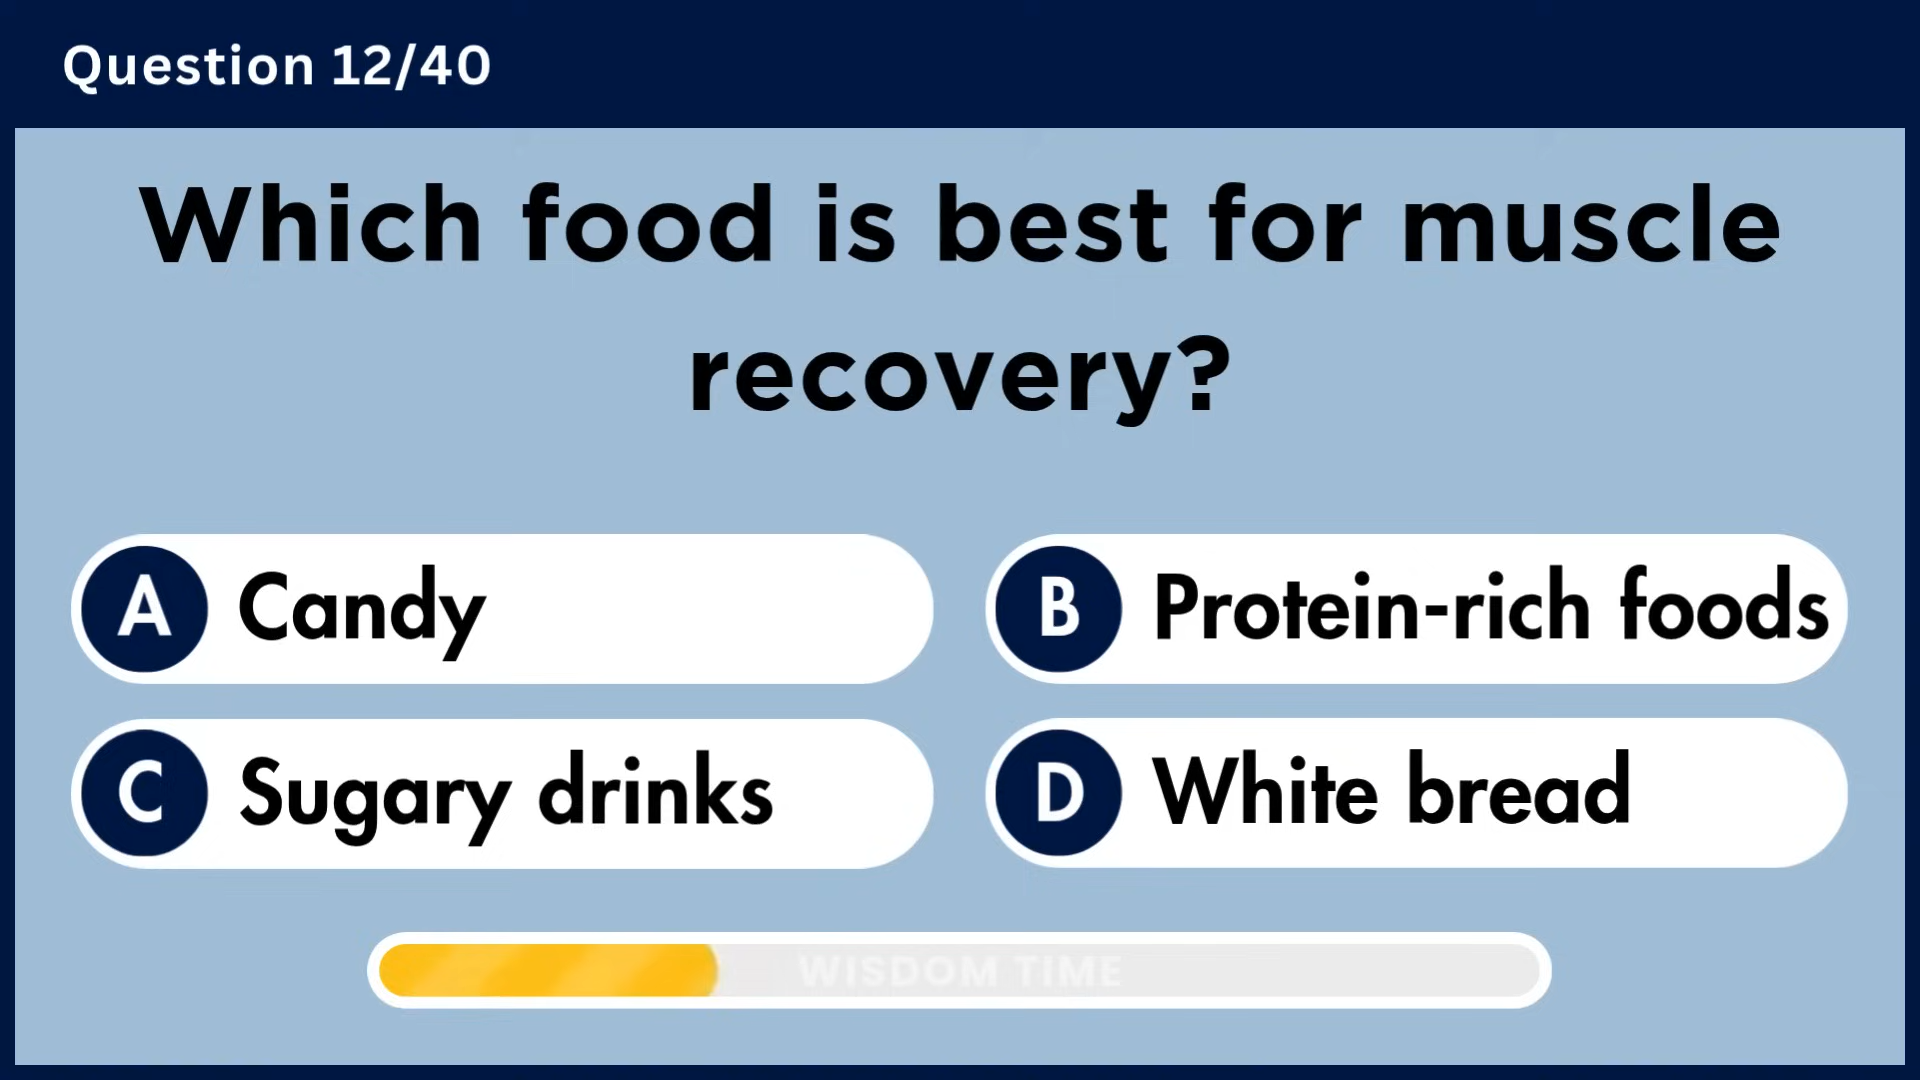 Question 12/40
Which food is best for muscle
recovery?
A Candy
B Protein-rich foods
C Sugary drinks
D White bread
WISDOM TIME